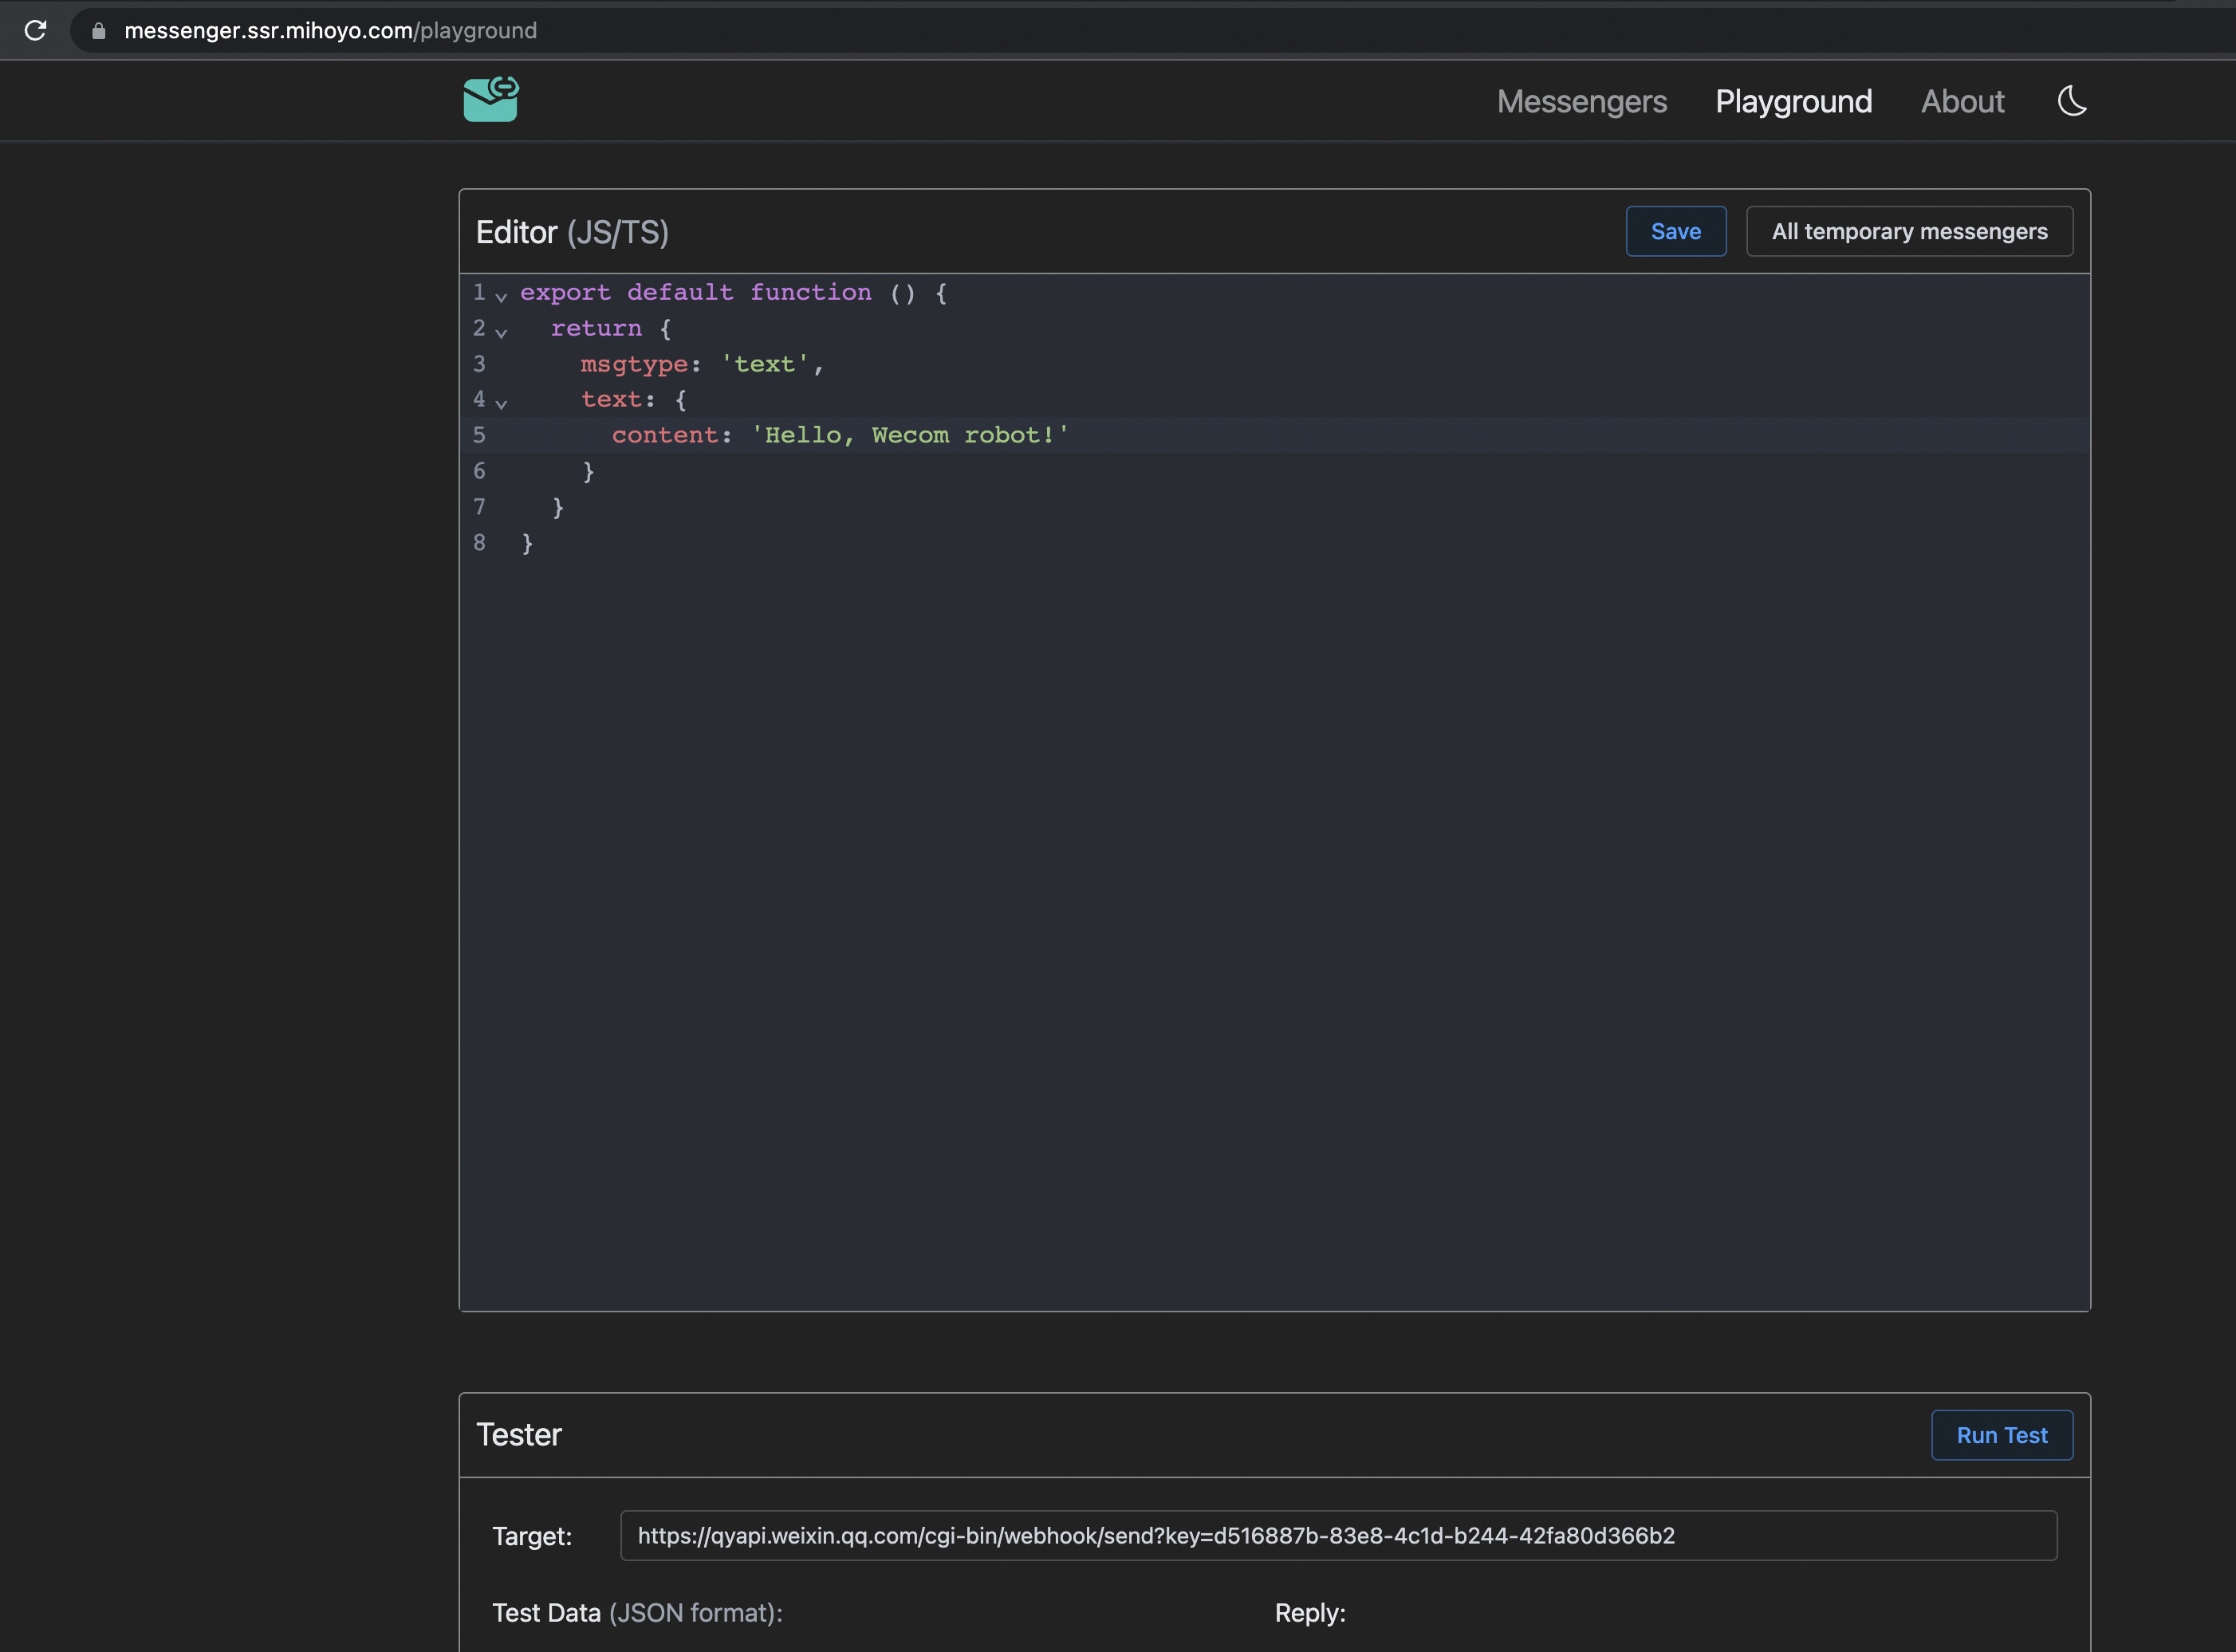 messenger.ssr.mihoyo.com/playground
Messengers Playground About
Editor (JS/TS) Save All temporary messengers
1 export default function () {
2 return {
3 msgtype: 'text',
4 text: {
5 content: 'Hello, Wecom robot!'
6 }
7 }
8 }
Tester Run Test
Target: https://qyapi.weixin.qq.com/cgi-bin/webhook/send?key=d516887b-83e8-4c1d-b244-42fa80d366b2
Test Data (JSON format): Reply: